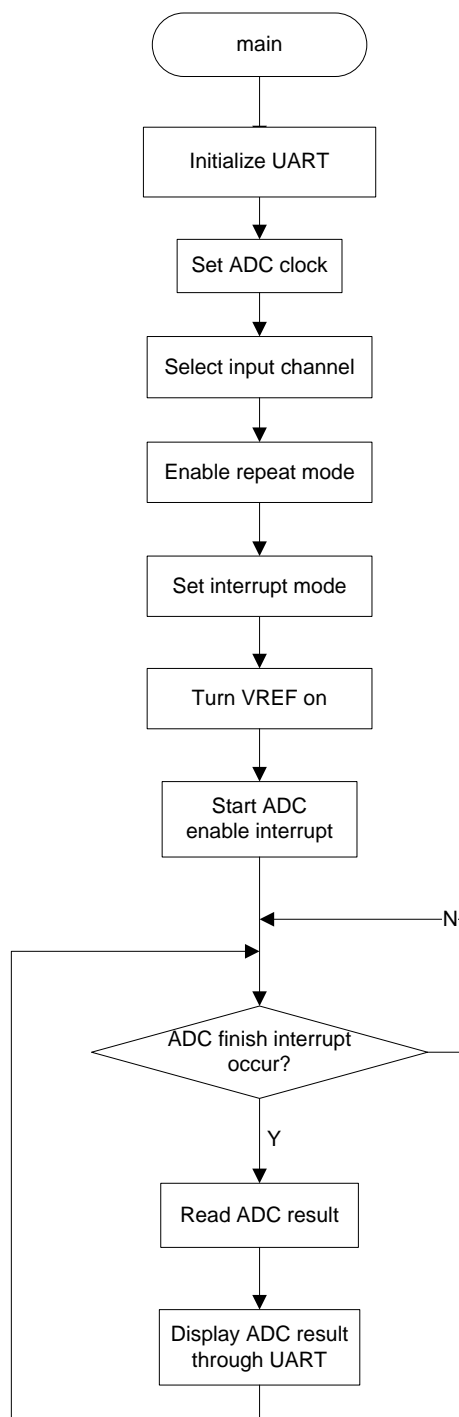 main
Initialize UART
Set ADC clock
Select input channel
Enable repeat mode
Set interrupt mode
Turn VREF on
Start ADC
enable interrupt
N
ADC finish interrupt
occur?
Y
Read ADC result
Display ADC result
through UART